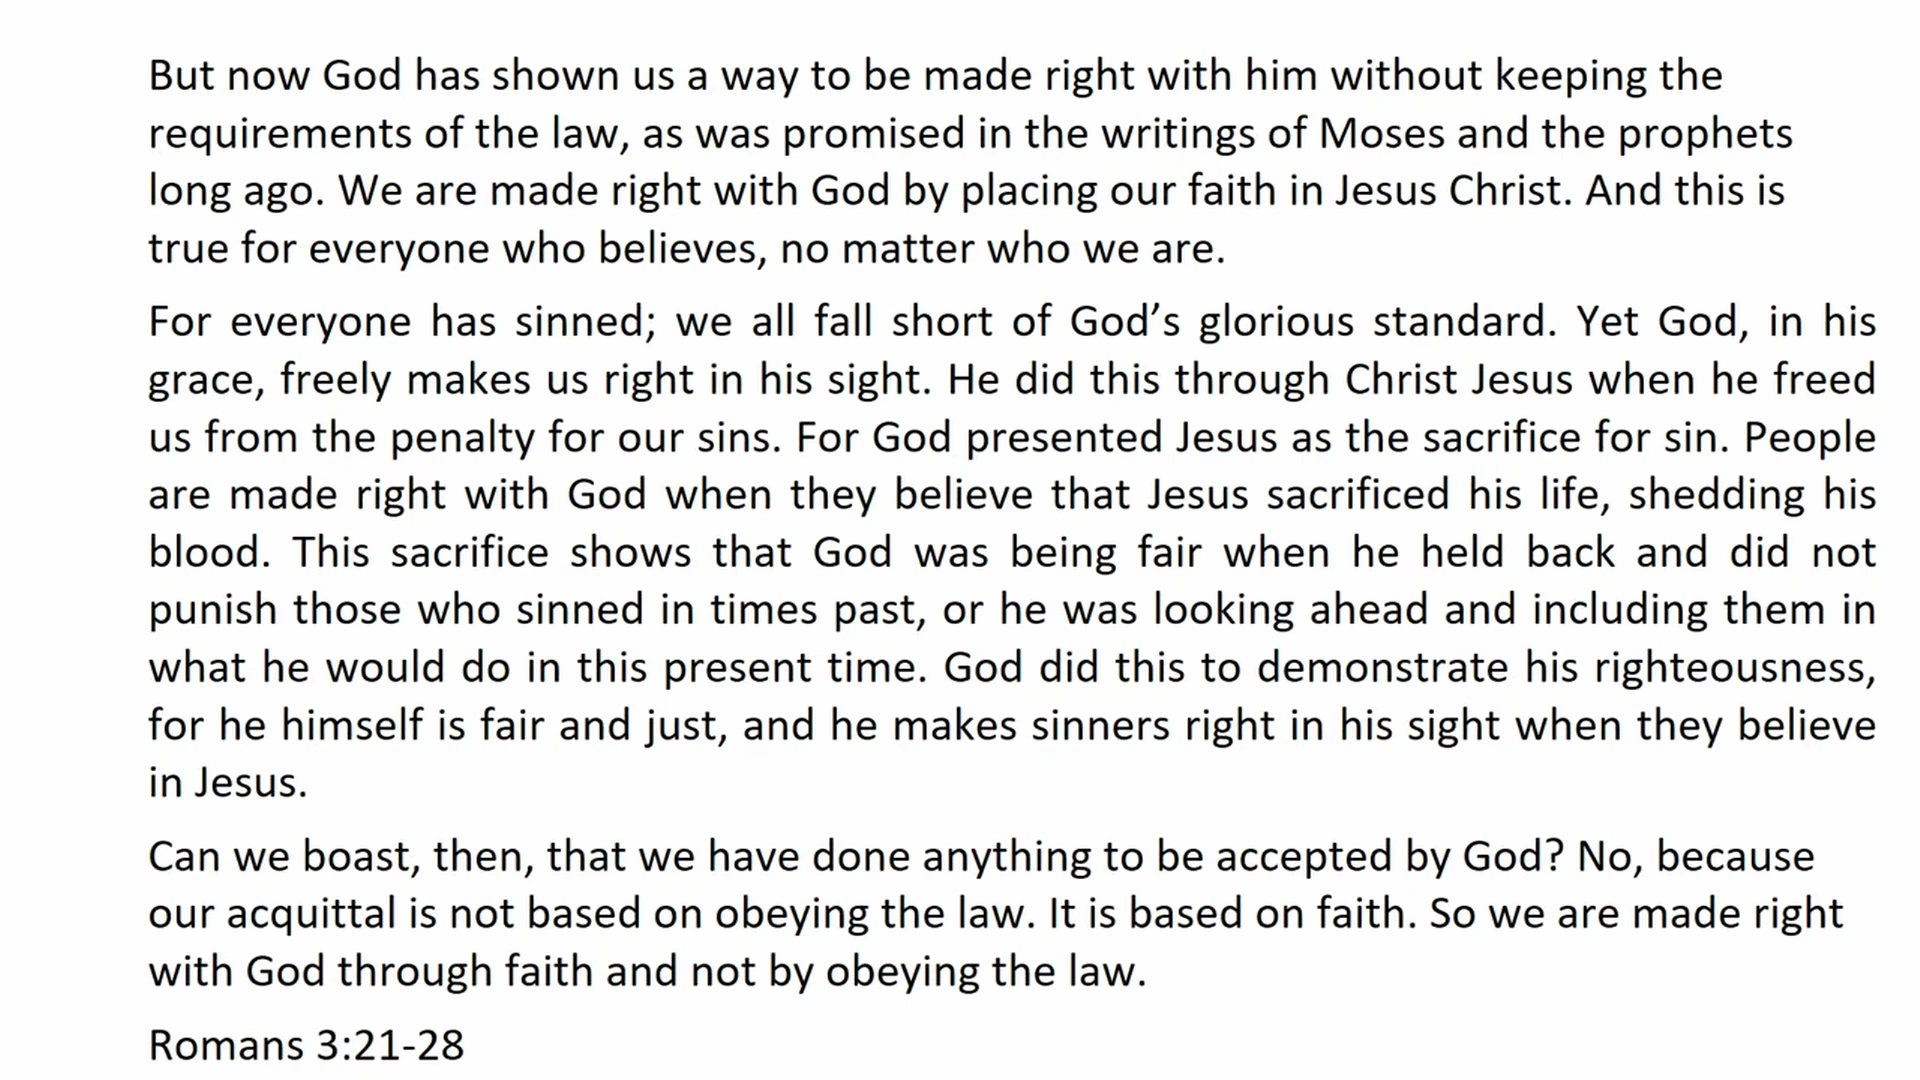 But now God has shown us a way to be made right with him without keeping the
requirements of the law, as was promised in the writings of Moses and the prophets
long ago. We are made right with God by placing our faith in Jesus Christ. And this is
true for everyone who believes, no matter who we are.
For everyone has sinned; we all fall short of God’s glorious standard. Yet God, in his
grace, freely makes us right in his sight. He did this through Christ Jesus when he freed
us from the penalty for our sins. For God presented Jesus as the sacrifice for sin. People
are made right with God when they believe that Jesus sacrificed his life, shedding his
blood. This sacrifice shows that God was being fair when he held back and did not
punish those who sinned in times past, or he was looking ahead and including them in
what he would do in this present time. God did this to demonstrate his righteousness,
for he himself is fair and just, and he makes sinners right in his sight when they believe
in Jesus.
Can we boast, then, that we have done anything to be accepted by God? No, because
our acquittal is not based on obeying the law. It is based on faith. So we are made right
with God through faith and not by obeying the law.
Romans 3:21-28